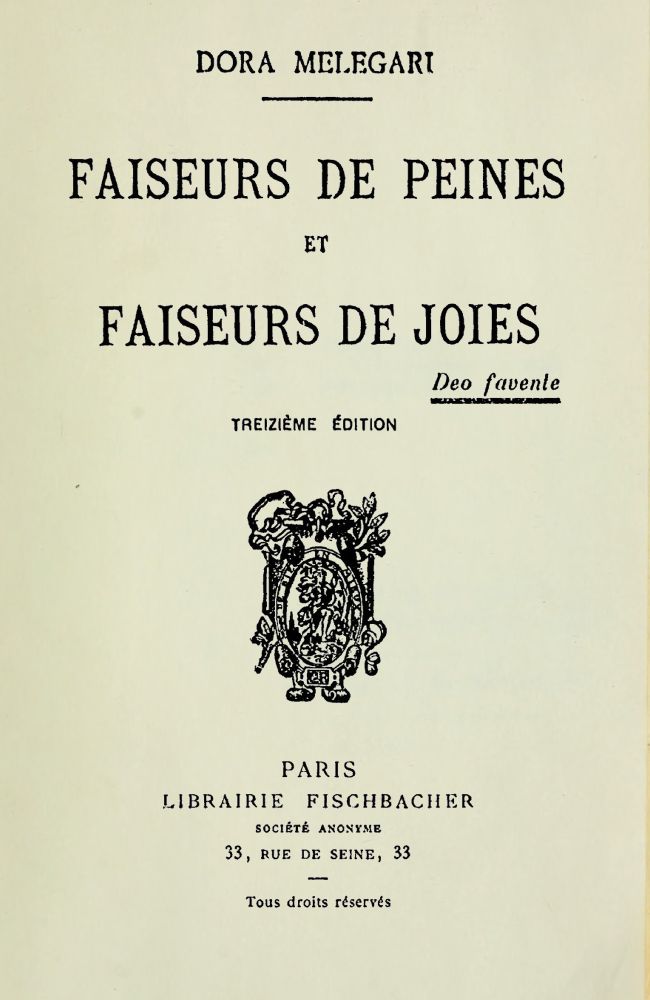 DORA MELEGARI
FAISEURS DE PEINES
ET
FAISEURS DE JOIES
Deo favente
TREIZIÈME ÉDITION
PARIS
LIBRAIRIE FISCHBACHER
SOCIÉTÉ ANONYME
33, RUE DE SEINE, 33
Tous droits réservés